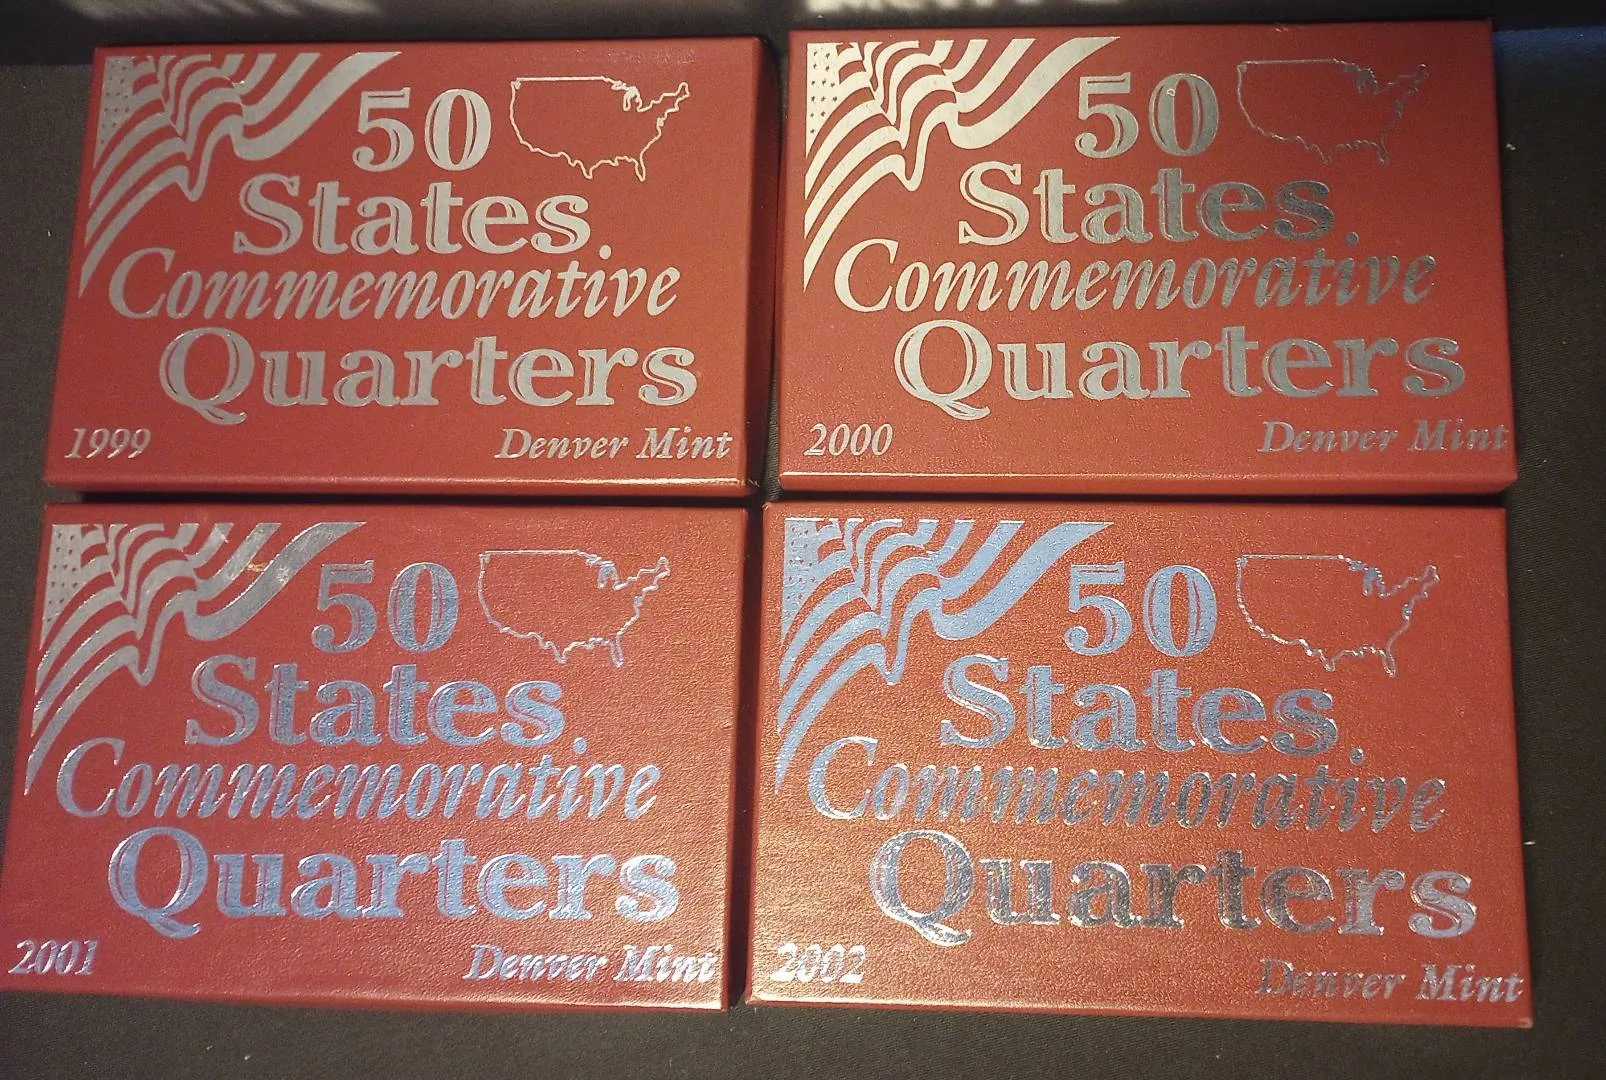 50
States
Commemorative
Quarters
1999
Denver Mint
50
States
Commemorative
Quarters
2000
Denver Mint
50
States
Commemorative
Quarters
2001
Denver Mint
50
States
Commemorative
Quarters
2002
Denver Mint